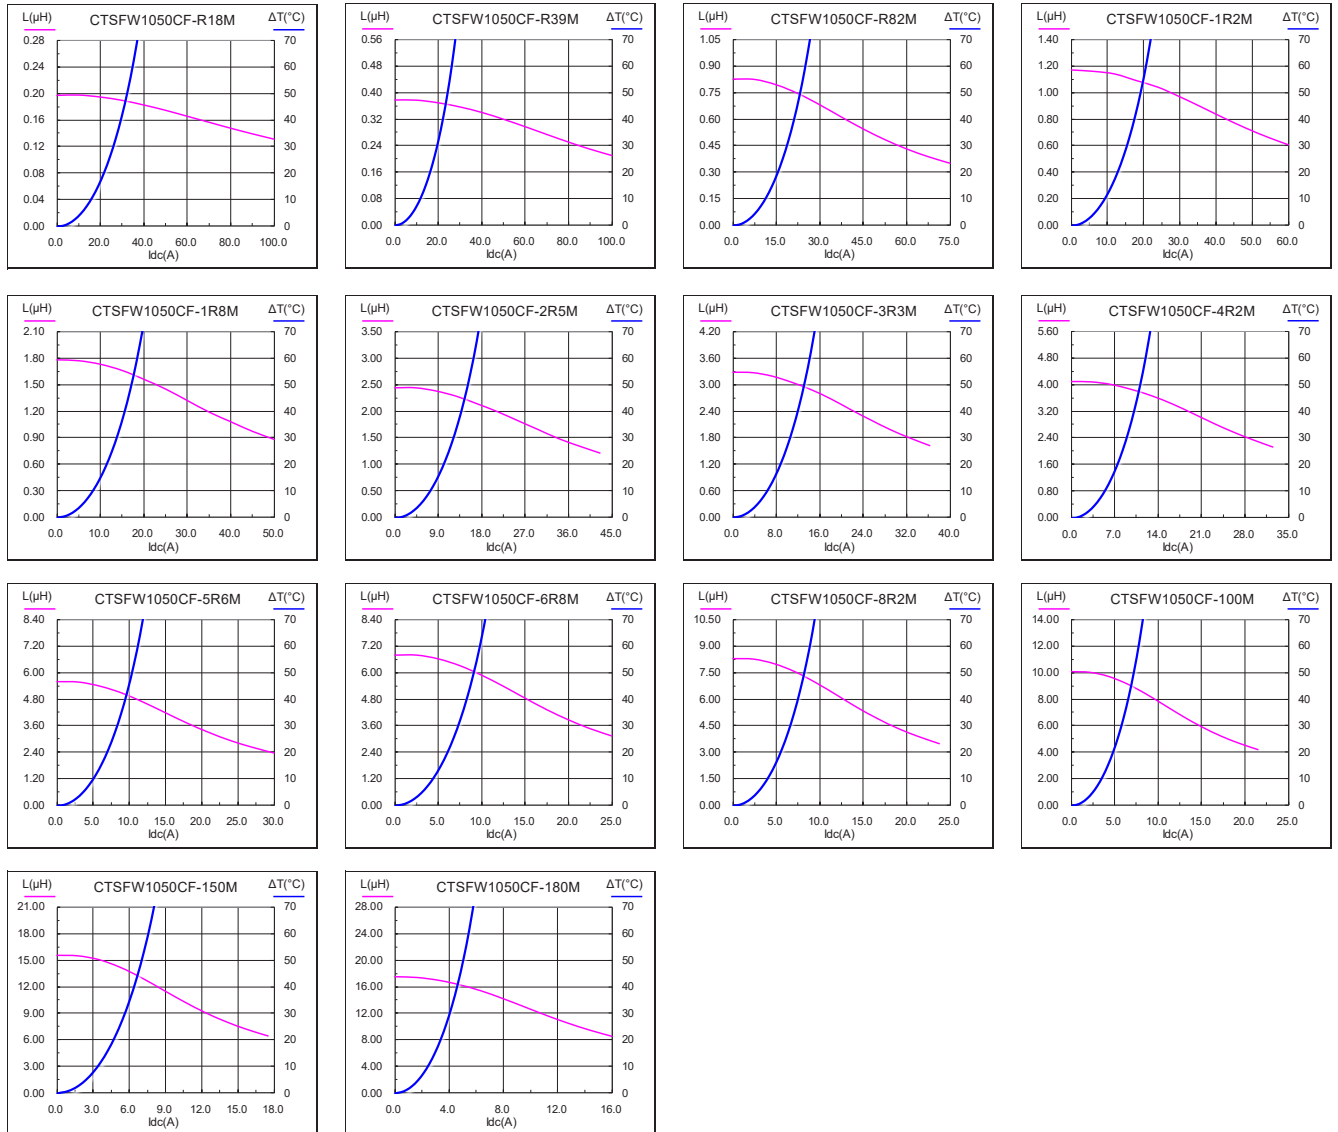 L(µH) CTSFW1050CF-R18M ΔT(°C)
0.28 70
0.24 60
0.20 50
0.16 40
0.12 30
0.08 20
0.04 10
0.00 0
0.0 20.0 40.0 60.0 80.0 100.0
Idc(A)
L(µH) CTSFW1050CF-R39M ΔT(°C)
0.56 70
0.48 60
0.40 50
0.32 40
0.24 30
0.16 20
0.08 10
0.00 0
0.0 20.0 40.0 60.0 80.0 100.0
Idc(A)
L(µH) CTSFW1050CF-R82M ΔT(°C)
1.05 70
0.90 60
0.75 50
0.60 40
0.45 30
0.30 20
0.15 10
0.00 0
0.0 15.0 30.0 45.0 60.0 75.0
Idc(A)
L(µH) CTSFW1050CF-1R2M ΔT(°C)
1.40 70
1.20 60
1.00 50
0.80 40
0.60 30
0.40 20
0.20 10
0.00 0
0.0 10.0 20.0 30.0 40.0 50.0 60.0
Idc(A)
L(µH) CTSFW1050CF-1R8M ΔT(°C)
2.10 70
1.80 60
1.50 50
1.20 40
0.90 30
0.60 20
0.30 10
0.00 0
0.0 10.0 20.0 30.0 40.0 50.0
Idc(A)
L(µH) CTSFW1050CF-2R5M ΔT(°C)
3.50 70
3.00 60
2.50 50
2.00 40
1.50 30
1.00 20
0.50 10
0.00 0
0.0 9.0 18.0 27.0 36.0 45.0
Idc(A)
L(µH) CTSFW1050CF-3R3M ΔT(°C)
4.20 70
3.60 60
3.00 50
2.40 40
1.80 30
1.20 20
0.60 10
0.00 0
0.0 8.0 16.0 24.0 32.0 40.0
Idc(A)
L(µH) CTSFW1050CF-4R2M ΔT(°C)
5.60 70
4.80 60
4.00 50
3.20 40
2.40 30
1.60 20
0.80 10
0.00 0
0.0 7.0 14.0 21.0 28.0 35.0
Idc(A)
L(µH) CTSFW1050CF-5R6M ΔT(°C)
8.40 70
7.20 60
6.00 50
4.80 40
3.60 30
2.40 20
1.20 10
0.00 0
0.0 5.0 10.0 15.0 20.0 25.0 30.0
Idc(A)
L(µH) CTSFW1050CF-6R8M ΔT(°C)
8.40 70
7.20 60
6.00 50
4.80 40
3.60 30
2.40 20
1.20 10
0.00 0
0.0 5.0 10.0 15.0 20.0 25.0
Idc(A)
L(µH) CTSFW1050CF-8R2M ΔT(°C)
10.50 70
9.00 60
7.50 50
6.00 40
4.50 30
3.00 20
1.50 10
0.00 0
0.0 5.0 10.0 15.0 20.0 25.0
Idc(A)
L(µH) CTSFW1050CF-100M ΔT(°C)
14.00 70
12.00 60
10.00 50
8.00 40
6.00 30
4.00 20
2.00 10
0.00 0
0.0 5.0 10.0 15.0 20.0 25.0
Idc(A)
L(µH) CTSFW1050CF-150M ΔT(°C)
21.00 70
18.00 60
15.00 50
12.00 40
9.00 30
6.00 20
3.00 10
0.00 0
0.0 3.0 6.0 9.0 12.0 15.0 18.0
Idc(A)
L(µH) CTSFW1050CF-180M ΔT(°C)
28.00 70
24.00 60
20.00 50
16.00 40
12.00 30
8.00 20
4.00 10
0.00 0
0.0 4.0 8.0 12.0 16.0
Idc(A)